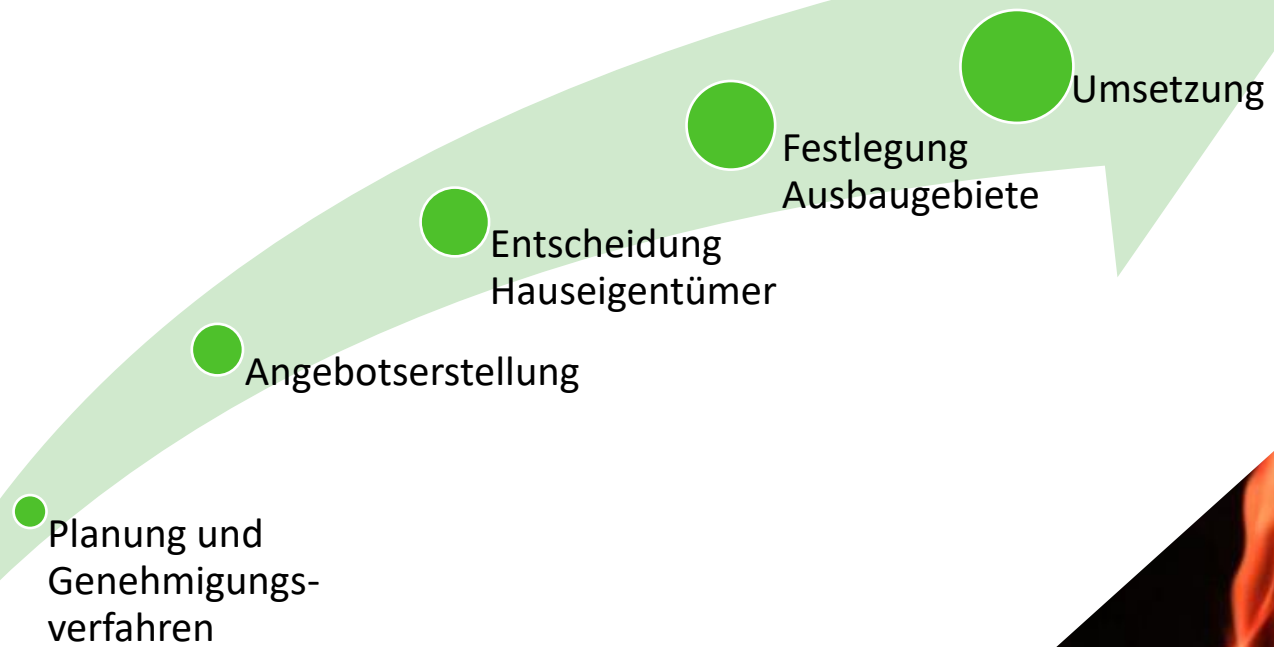 Umsetzung
Festlegung
Ausbaugebiete
Entscheidung
Hauseigentümer
Angebotserstellung
Planung und
Genehmigungs-
verfahren